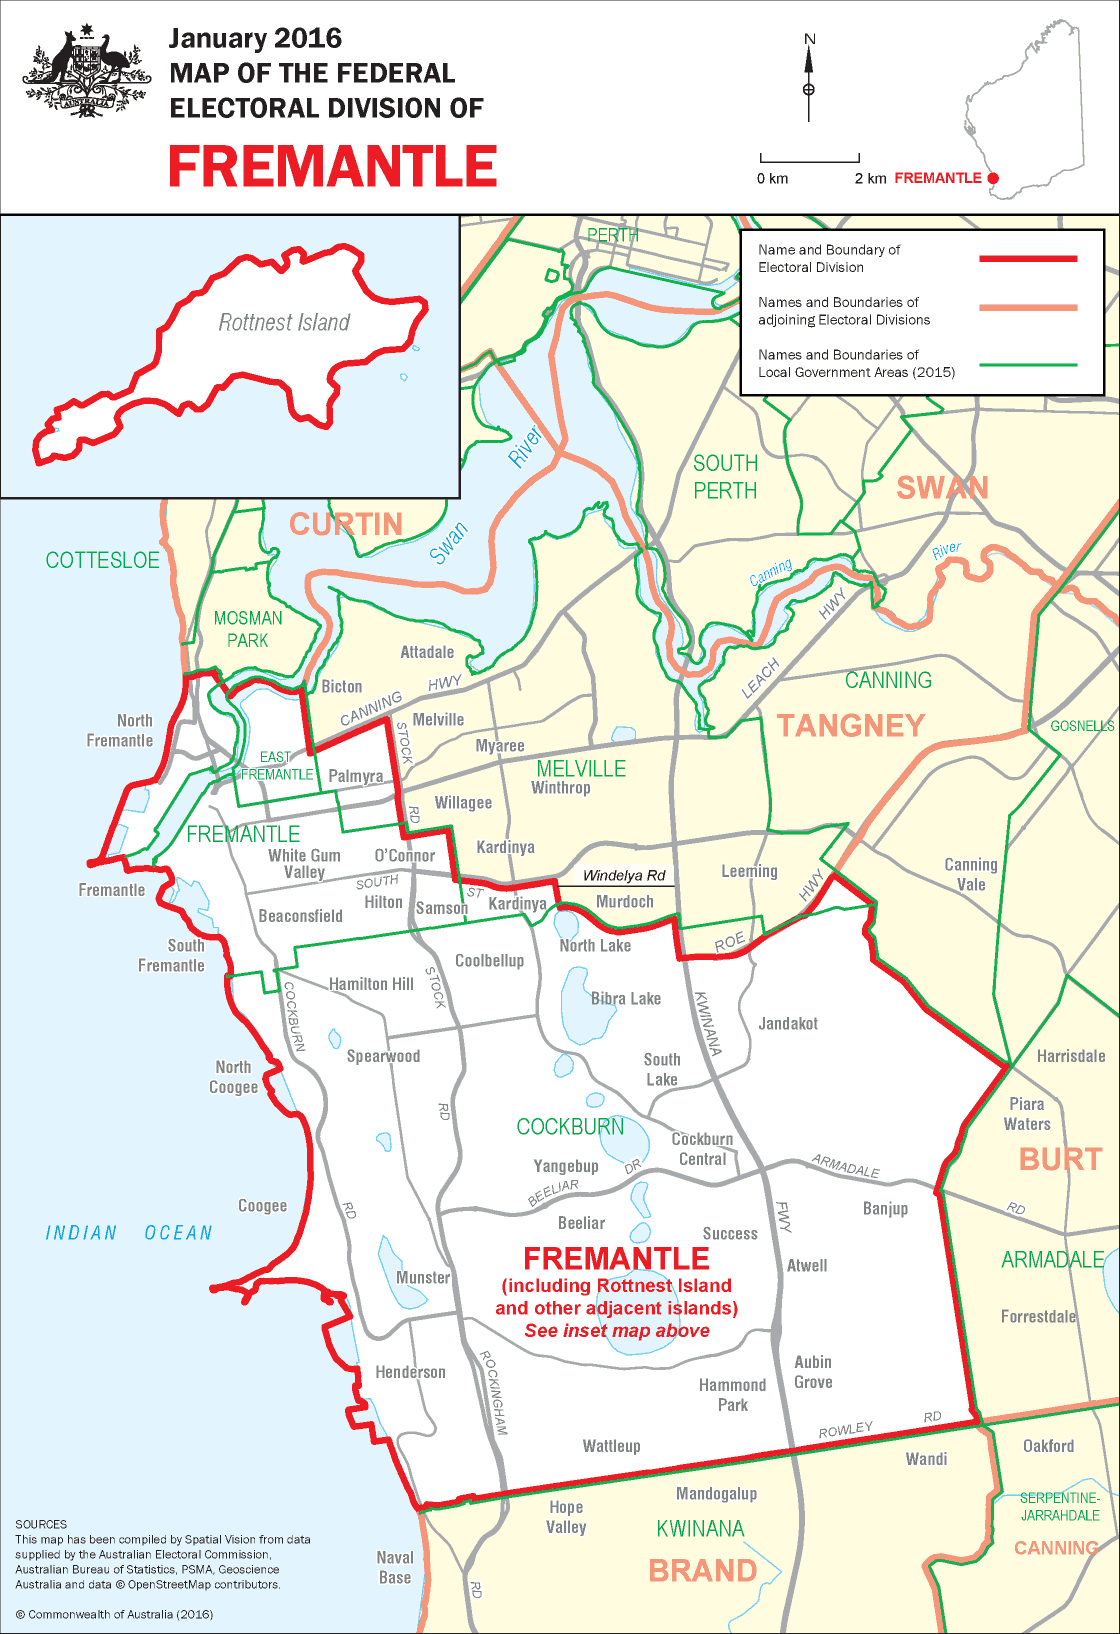 January 2016
MAP OF THE FEDERAL
ELECTORAL DIVISION OF
FREMANTLE
AUSTRALIA
N
0 km
2 km
FREMANTLE
Name and Boundary of
Electoral Division
Names and Boundaries of
adjoining Electoral Divisions
Names and Boundaries of
Local Government Areas (2015)
Rottnest Island
PERTH
River
Swan
SOUTH
PERTH
SWAN
CURTIN
COTTESLOE
Canning
River
MOSMAN
PARK
HWY
Attadale
LEACH
CANNING
Bicton
CANNING
HWY
TANGNEY
GOSNELLS
North
Fremantle
Melville
STOCK
Myaree
EAST
FREMANTLE
Palmyra
MELVILLE
Winthrop
Willagee
RD
FREMANTLE
White Gum
Valley
O'Connor
Kardinya
Leeming
Canning
Vale
Windelya Rd
HWY
Fremantle
SOUTH
ST
Hilton
Samson
Kardinya
Murdoch
Beaconsfield
South
Fremantle
North Lake
ROE
Coolbellup
Hamilton Hill
STOCK
Bibra Lake
COCKBURN
KWINANA
Jandakot
Spearwood
South
Lake
Harrisdale
North
Coogee
RD
Piara
Waters
COCKBURN
Cockburn
Central
BURT
Yangebup
DR
BEELIAR
ARMADALE
Coogee
RD
Beeliar
FWY
Banjup
RD
INDIAN OCEAN
Success
FREMANTLE
(including Rottnest Island
and other adjacent islands)
See inset map above
Atwell
ARMADALE
Munster
Forrestdale
Henderson
ROCKINGHAM
Aubin
Grove
Hammond
Park
ROWLEY
RD
Wattleup
Wandi
Oakford
Mandogalup
Hope
Valley
KWINANA
SERPENTINE-
JARRAHDALE
CANNING
BRAND
Naval
Base
RD
SOURCES
This map has been compiled by Spatial Vision from data
supplied by the Australian Electoral Commission,
Australian Bureau of Statistics, PSMA, Geoscience
Australia and data © OpenStreetMap contributors.
© Commonwealth of Australia (2016)